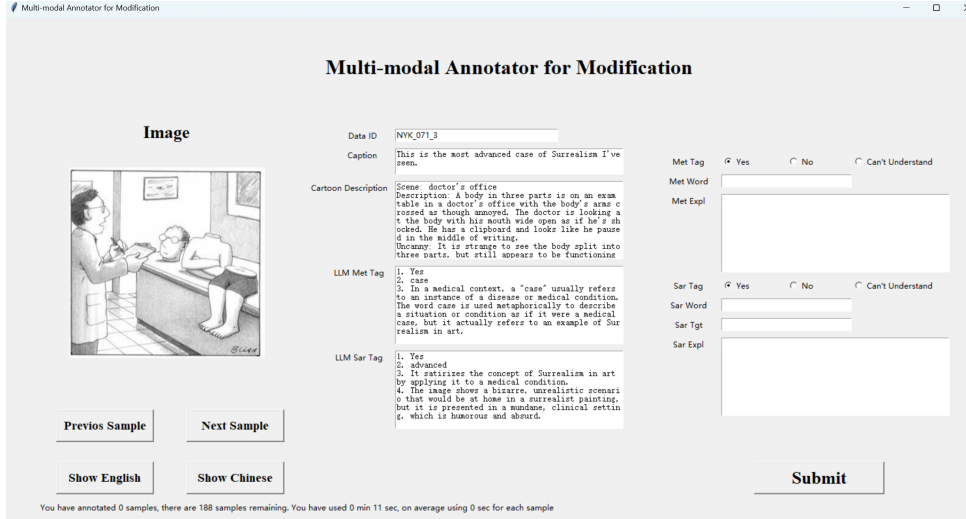 Multi-modal Annotator for Modification
Multi-modal Annotator for Modification
Image
Data ID
NYK_071_3
Caption
This is the most advanced case of Surrealism I've
seen.
Cartoon Description
Scene: doctor's office
Description: A body in three parts is on an exam
table in a doctor's office with the body's arms c
rossed as though annoyed. The doctor is looking a
t the body with his mouth wide open as if he's sh
ocked. He has a clipboard and looks like he pause
d in the middle of writing.
Uncanny: It is strange to see the body split into
three parts, but still appears to be functioning
LLM Met Tag
1. Yes
2. case
3. In a medical context, a "case" usually refers
to an instance of a disease or medical condition.
The word case is used metaphorically to describe
a situation or condition as if it were a medical
case, but it actually refers to an example of Sur
realism in art.
LLM Sar Tag
1. Yes
2. advanced
3. It satirizes the concept of Surrealism in art
by applying it to a medical condition.
4. The image shows a bizarre, unrealistic scenari
o that would be at home in a surrealist painting,
but it is presented in a mundane, clinical settin
g, which is humorous and absurd.
Met Tag Yes No Can't Understand
Met Word
Met Expl
Sar Tag Yes No Can't Understand
Sar Word
Sar Tgt
Sar Expl
Previos Sample Next Sample
Show English Show Chinese
Submit
You have annotated 0 samples, there are 188 samples remaining. You have used 0 min 11 sec, on average using 0 sec for each sample